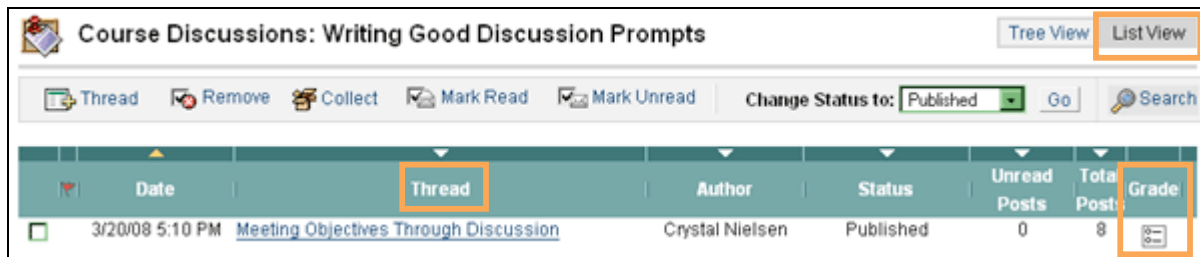 Course Discussions: Writing Good Discussion Prompts Tree View List View
Thread Remove Collect Mark Read Mark Unread Change Status to: Published Go Search
Date Thread Author Status Unread Posts Total Posts Grade
3/20/08 5:10 PM Meeting Objectives Through Discussion Crystal Nielsen Published 0 8